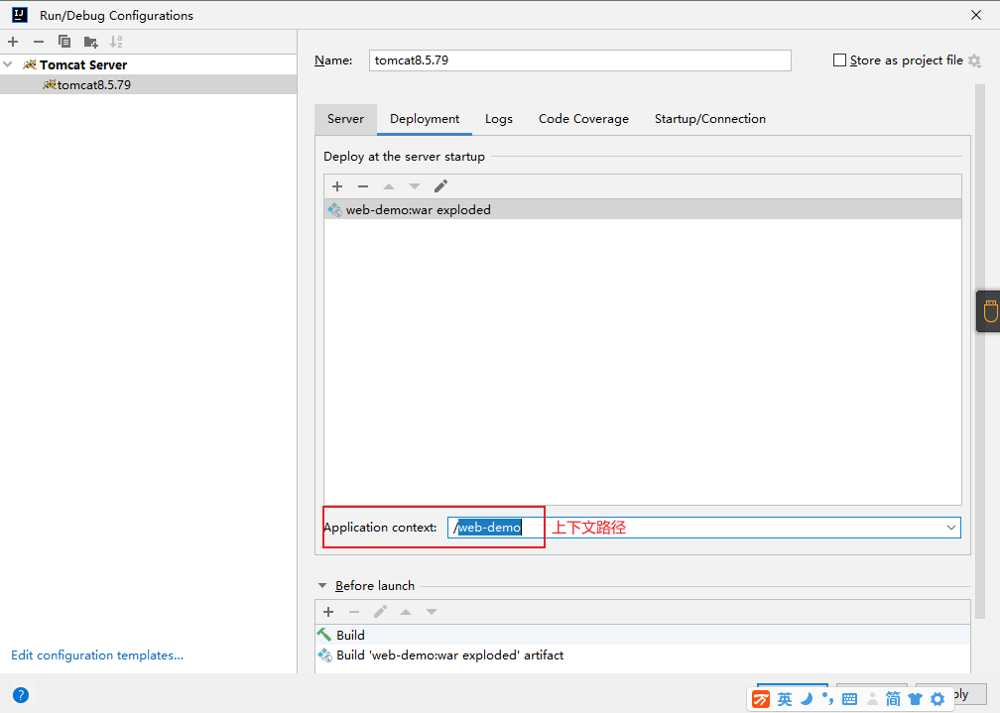 Run/Debug Configurations
Tomcat Server
tomcat8.5.79
Name: tomcat8.5.79
Store as project file
Server Deployment Logs Code Coverage Startup/Connection
Deploy at the server startup
web-demo:war exploded
Application context: /web-demo 上下文路径
Before launch
Build
Build 'web-demo:war exploded' artifact
Edit configuration templates...
?
英 简